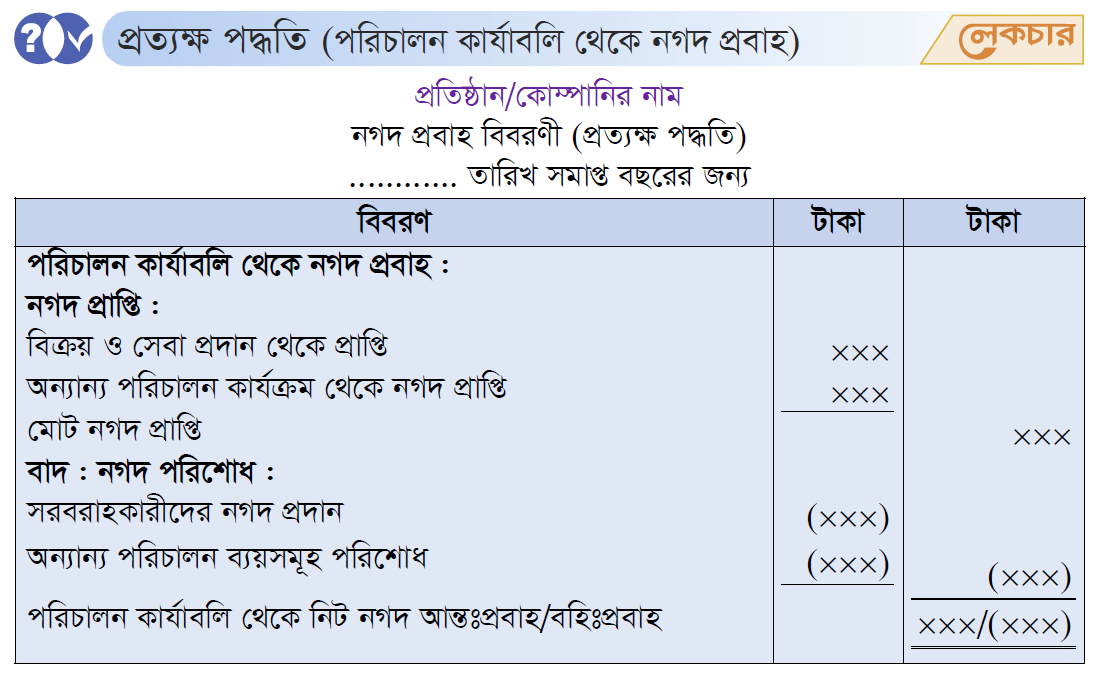 ? প্রত্যক্ষ পদ্ধতি (পরিচালন কার্যাবলি থেকে নগদ প্রবাহ) লেকচার
প্রতিষ্ঠান/কোম্পানির নাম
নগদ প্রবাহ বিবরণী (প্রত্যক্ষ পদ্ধতি)
............ তারিখ সমাপ্ত বছরের জন্য
বিবরণ টাকা টাকা
পরিচালন কার্যাবলি থেকে নগদ প্রবাহ :
নগদ প্রাপ্তি :
বিক্রয় ও সেবা প্রদান থেকে প্রাপ্তি ×××
অন্যান্য পরিচালন কার্যক্রম থেকে নগদ প্রাপ্তি ×××
মোট নগদ প্রাপ্তি ×××
বাদ : নগদ পরিশোধ :
সরবরাহকারীদের নগদ প্রদান (×××)
অন্যান্য পরিচালন ব্যয়সমূহ পরিশোধ (×××) (×××)
পরিচালন কার্যাবলি থেকে নিট নগদ আন্তঃপ্রবাহ/বহিঃপ্রবাহ ×××/(×××)